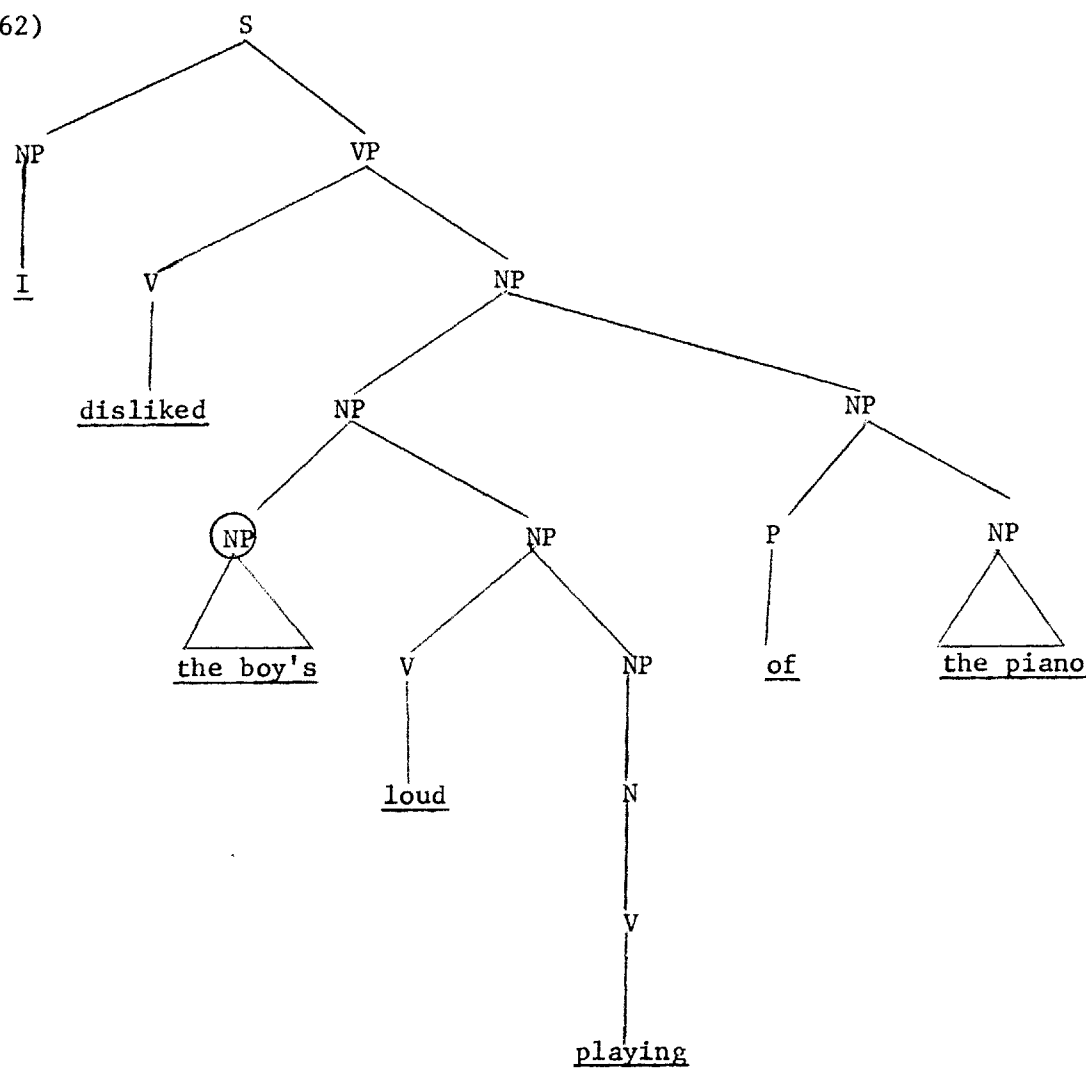 62)
S
NP VP
I V NP
disliked NP NP
NP NP P NP
the boy's V NP of the piano
loud N
V
playing